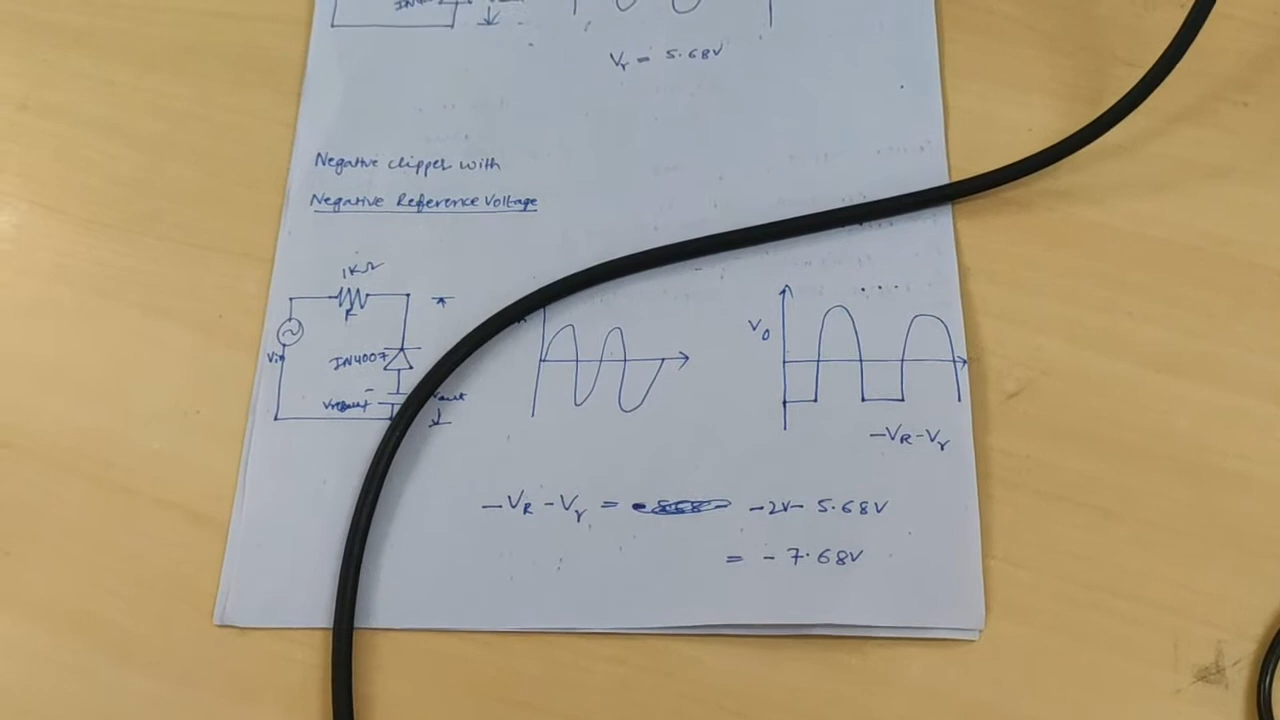 Vγ = 5.68V
Negative clipper with
Negative Reference Voltage
1KΩ
R
Vin
IN4007
V0
-VR-Vγ
-VR-Vγ = -2V- 5.68V
= -7.68V